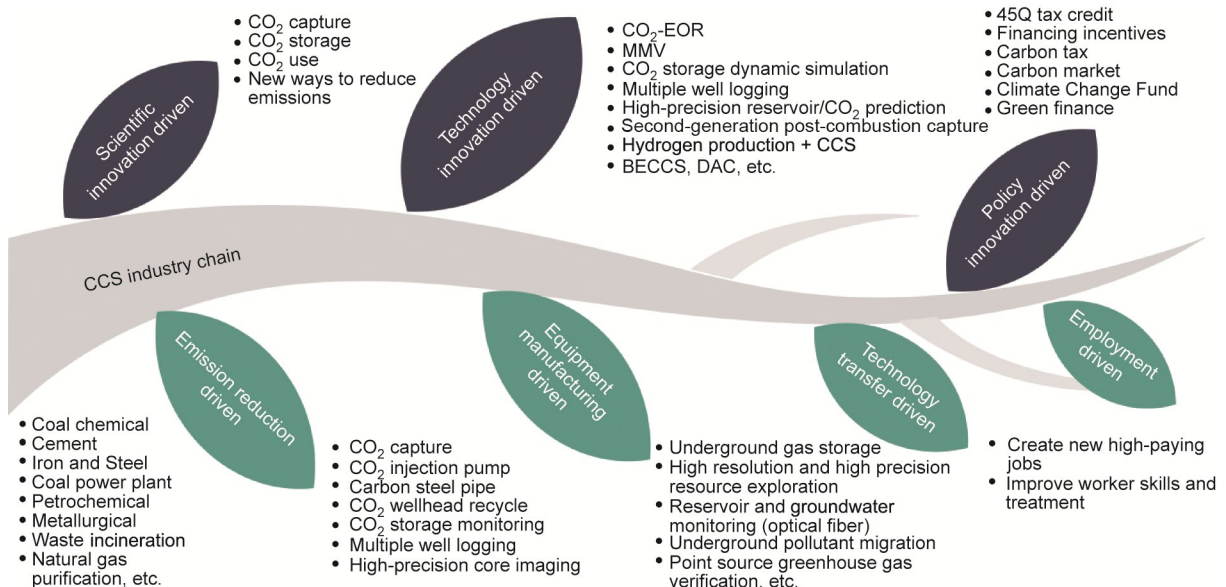 Scientific
innovation driven
• CO₂ capture
• CO₂ storage
• CO₂ use
• New ways to reduce
emissions
Technology
innovation driven
• CO₂-EOR
• MMV
• CO₂ storage dynamic simulation
• Multiple well logging
• High-precision reservoir/CO₂ prediction
• Second-generation post-combustion capture
• Hydrogen production + CCS
• BECCS, DAC, etc.
• 45Q tax credit
• Financing incentives
• Carbon tax
• Carbon market
• Climate Change Fund
• Green finance
Policy
innovation driven
CCS industry chain
Emission reduction
driven
• Coal chemical
• Cement
• Iron and Steel
• Coal power plant
• Petrochemical
• Metallurgical
• Waste incineration
• Natural gas
purification, etc.
Equipment
manufacturing
driven
• CO₂ capture
• CO₂ injection pump
• Carbon steel pipe
• CO₂ wellhead recycle
• CO₂ storage monitoring
• Multiple well logging
• High-precision core imaging
Technology
transfer driven
• Underground gas storage
• High resolution and high precision
resource exploration
• Reservoir and groundwater
monitoring (optical fiber)
• Underground pollutant migration
• Point source greenhouse gas
verification, etc.
Employment
driven
• Create new high-paying
jobs
• Improve worker skills and
treatment